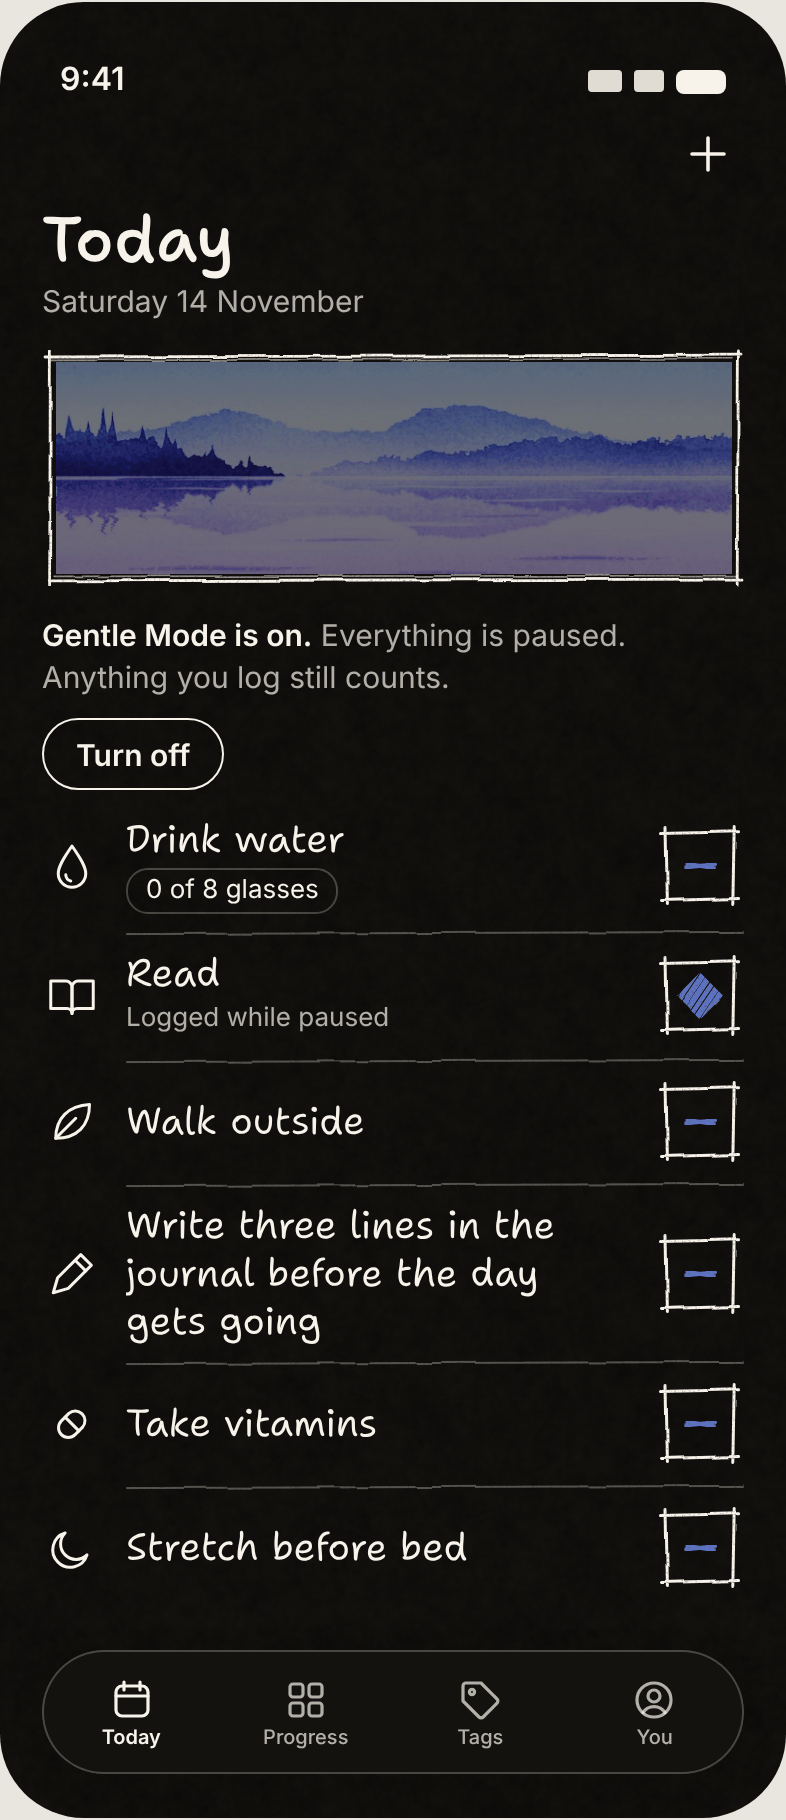 9:41
Today
Saturday 14 November
Gentle Mode is on. Everything is paused.
Anything you log still counts.
Turn off
Drink water
0 of 8 glasses
Read
Logged while paused
Walk outside
Write three lines in the
journal before the day
gets going
Take vitamins
Stretch before bed
Today
Progress
Tags
You